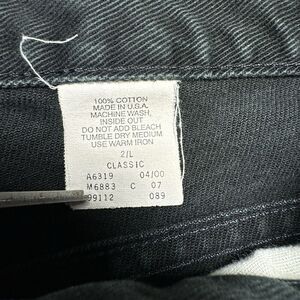 100% COTTON
MADE IN U.S.A.
MACHINE WASH,
INSIDE OUT
DO NOT ADD BLEACH
TUMBLE DRY MEDIUM
USE WARM IRON
2/L
CLASSIC
A6319 04/00
M6883 C 07
99112 089